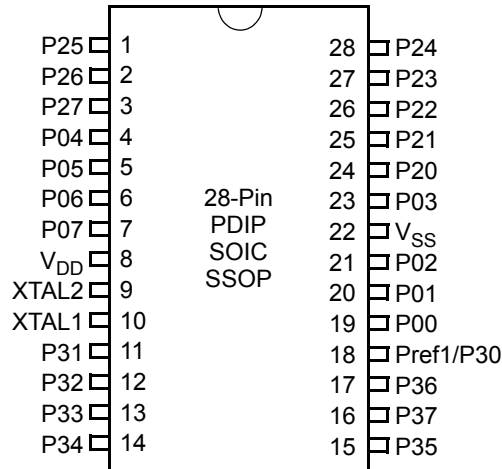 P25 1 28 P24
P26 2 27 P23
P27 3 26 P22
P04 4 25 P21
P05 5 24 P20
P06 6 28-Pin 23 P03
P07 7 PDIP 22 VSS
VDD 8 SOIC 21 P02
XTAL2 9 SSOP 20 P01
XTAL1 10 19 P00
P31 11 18 Pref1/P30
P32 12 17 P36
P33 13 16 P37
P34 14 15 P35